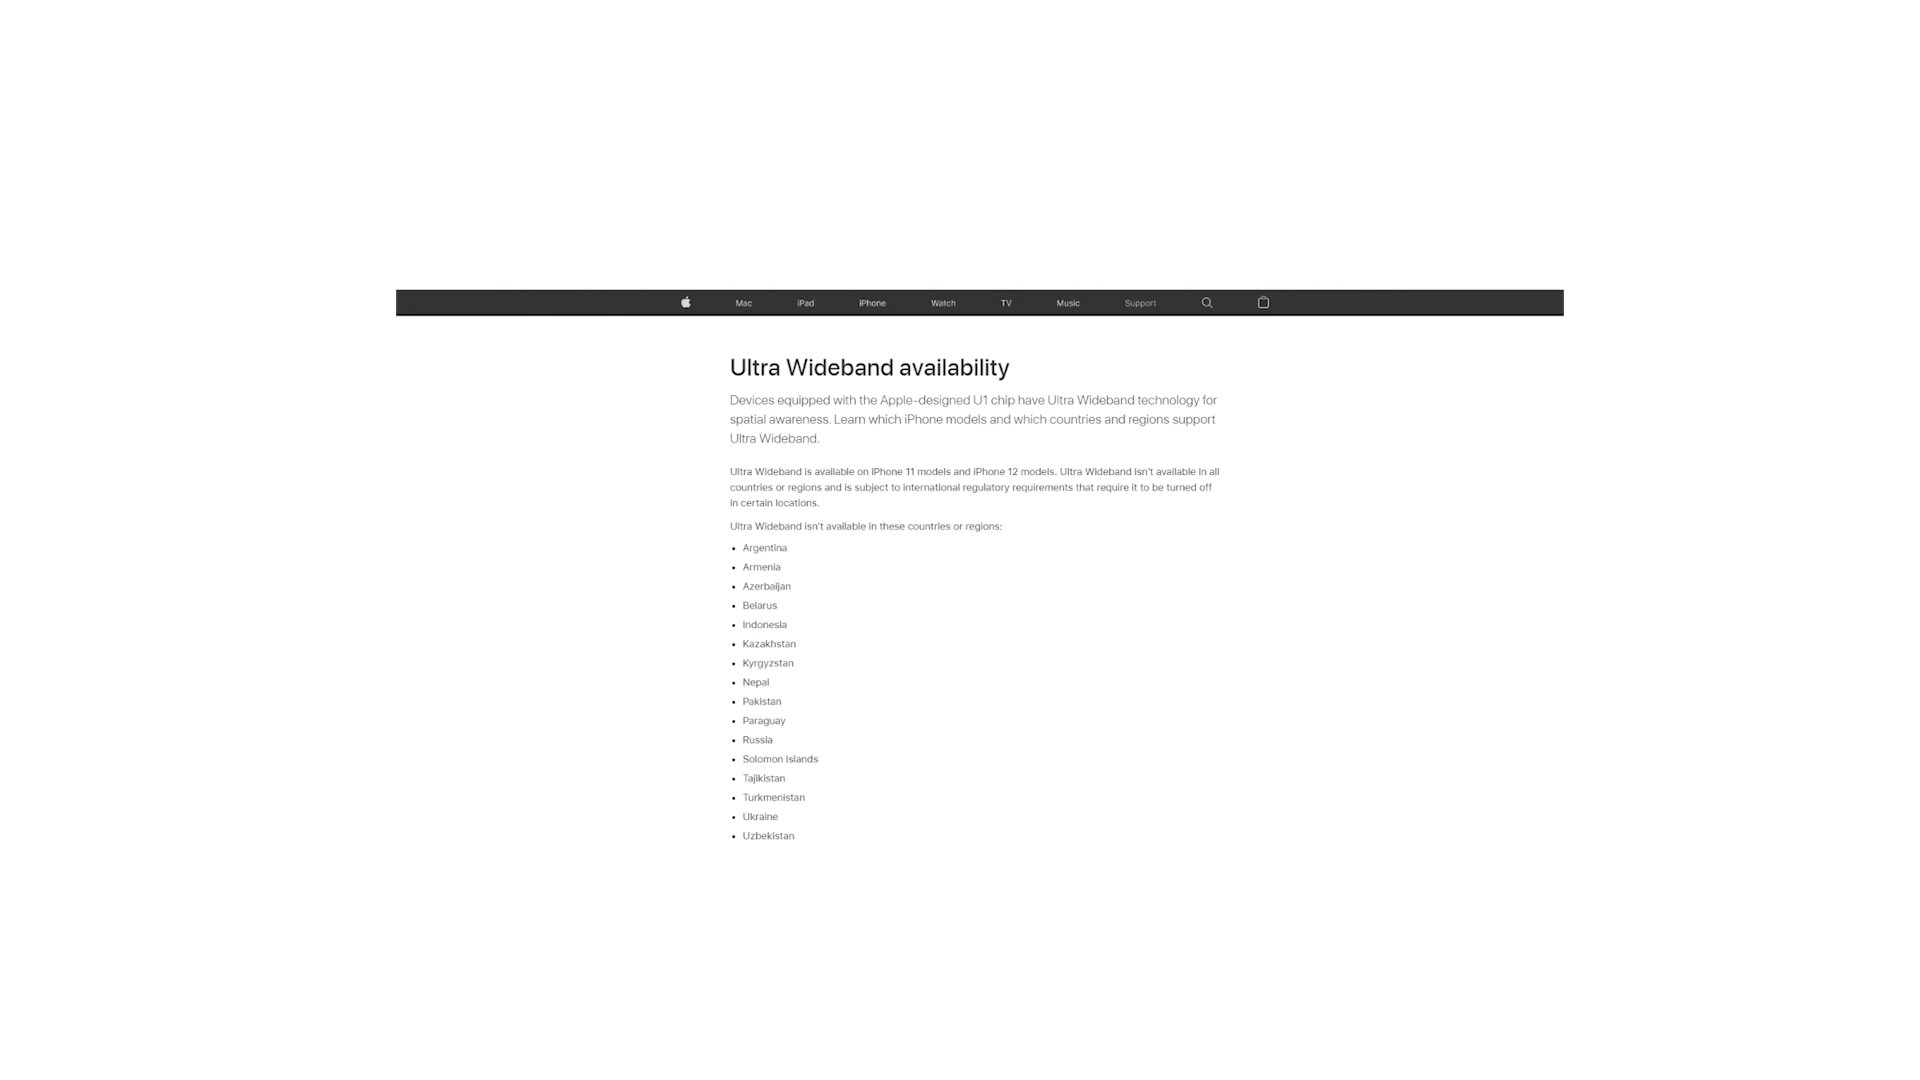 Mac iPad iPhone Watch TV Music Support
Ultra Wideband availability
Devices equipped with the Apple-designed U1 chip have Ultra Wideband technology for
spatial awareness. Learn which iPhone models and which countries and regions support
Ultra Wideband.
Ultra Wideband is available on iPhone 11 models and iPhone 12 models. Ultra Wideband isn't available in all
countries or regions and is subject to international regulatory requirements that require it to be turned off
in certain locations.
Ultra Wideband isn't available in these countries or regions:
• Argentina
• Armenia
• Azerbaijan
• Belarus
• Indonesia
• Kazakhstan
• Kyrgyzstan
• Nepal
• Pakistan
• Paraguay
• Russia
• Solomon Islands
• Tajikistan
• Turkmenistan
• Ukraine
• Uzbekistan